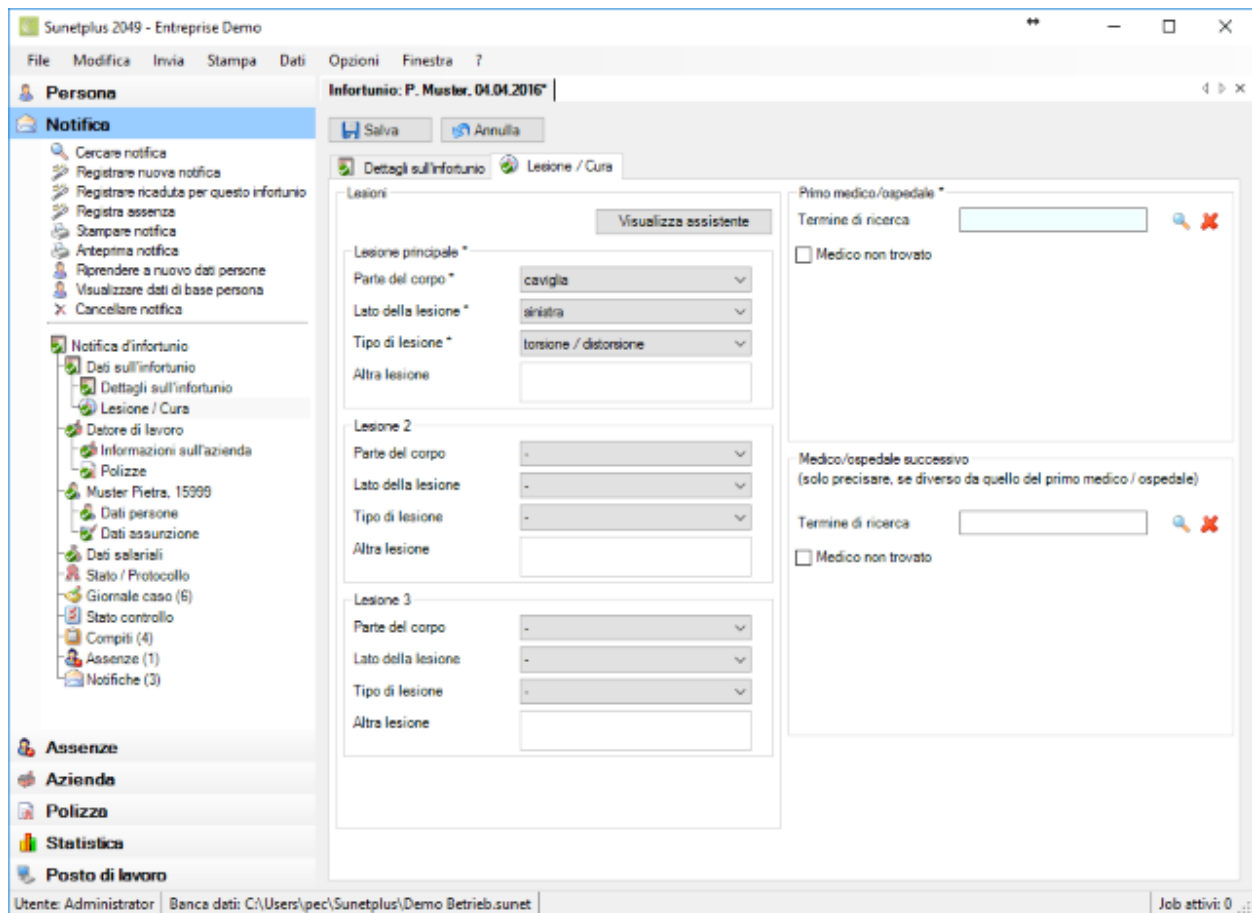 Sunetplus 2049 - Entreprise Demo
File Modifica Invia Stampa Dati Opzioni Finestra ?
Persona
Notifica
Cercare notifica
Registrare nuova notifica
Registrare ricaduta per questo infortunio
Registra assenza
Stampare notifica
Anteprima notifica
Riprendere a nuovo dati persone
Visualizzare dati di base persona
Cancellare notifica
Notifica d'infortunio
Dati sull'infortunio
Dettagli sull'infortunio
Lesione / Cura
Datore di lavoro
Informazioni sull'azienda
Polizze
Muster Pietra, 15999
Dati persone
Dati assunzione
Dati salariali
Stato / Protocollo
Giornale caso (6)
Stato controllo
Compiti (4)
Assenze (1)
Notifiche (3)
Assenze
Azienda
Polizza
Statistica
Posto di lavoro
Infortunio: P. Muster, 04.04.2016*
Salva Annulla
Dettagli sull'infortunio Lesione / Cura
Lesioni
Visualizza assistente
Lesione principale *
Parte del corpo * caviglia
Lato della lesione * sinistra
Tipo di lesione * torsione / distorsione
Altra lesione
Lesione 2
Parte del corpo -
Lato della lesione -
Tipo di lesione -
Altra lesione
Lesione 3
Parte del corpo -
Lato della lesione -
Tipo di lesione -
Altra lesione
Primo medico/ospedale *
Termine di ricerca
Medico non trovato
Medico/ospedale successivo
(solo precisare, se diverso da quello del primo medico / ospedale)
Termine di ricerca
Medico non trovato
Utente: Administrator Banca dati: C:\Users\pec\Sunetplus\Demo Betrieb.sunet Job attivi: 0